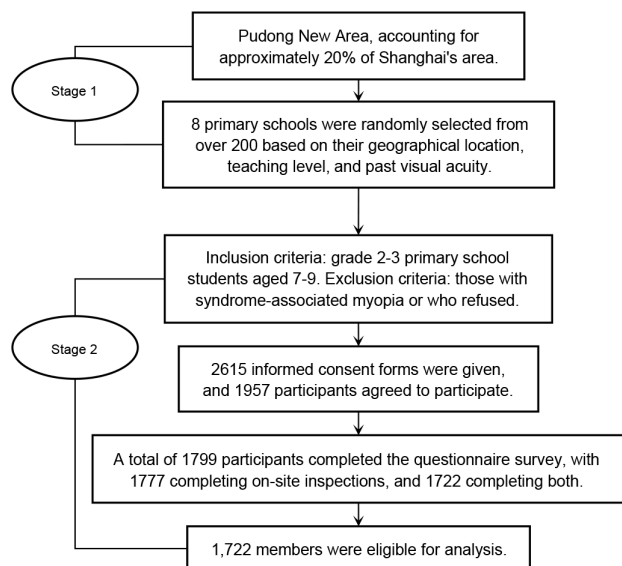 Pudong New Area, accounting for
approximately 20% of Shanghai's area.
Stage 1
8 primary schools were randomly selected from
over 200 based on their geographical location,
teaching level, and past visual acuity.
Inclusion criteria: grade 2-3 primary school
students aged 7-9. Exclusion criteria: those with
syndrome-associated myopia or who refused.
Stage 2
2615 informed consent forms were given,
and 1957 participants agreed to participate.
A total of 1799 participants completed the questionnaire survey, with
1777 completing on-site inspections, and 1722 completing both.
1,722 members were eligible for analysis.